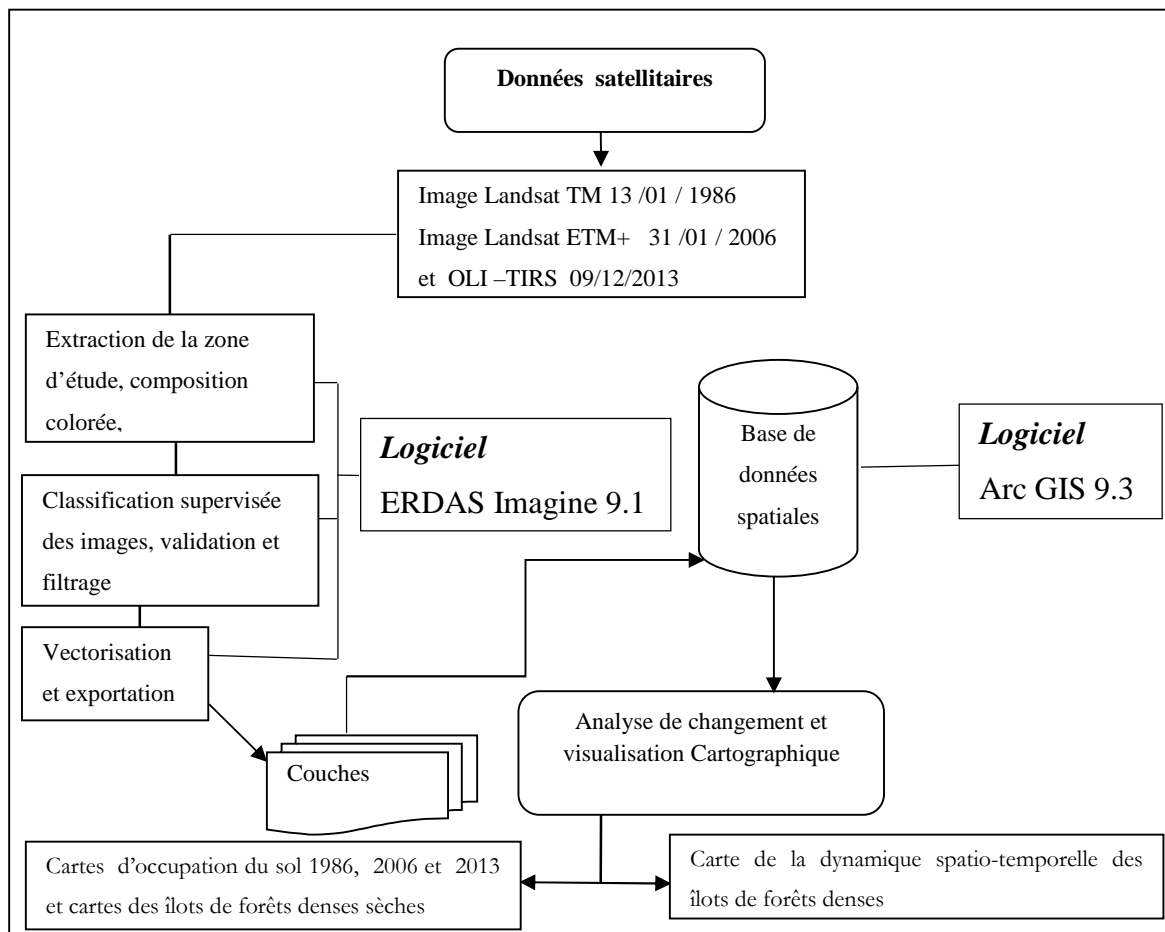 Données satellitaires
Image Landsat TM 13 /01 / 1986
Image Landsat ETM+ 31 /01 / 2006
et OLI –TIRS 09/12/2013
Extraction de la zone
d’étude, composition
colorée,
Classification supervisée
des images, validation et
filtrage
Vectorisation
et exportation
Logiciel
ERDAS Imagine 9.1
Base de
données
spatiales
Logiciel
Arc GIS 9.3
Couches
Analyse de changement et
visualisation Cartographique
Cartes d’occupation du sol 1986, 2006 et 2013
et cartes des îlots de forêts denses sèches
Carte de la dynamique spatio-temporelle des
îlots de forêts denses